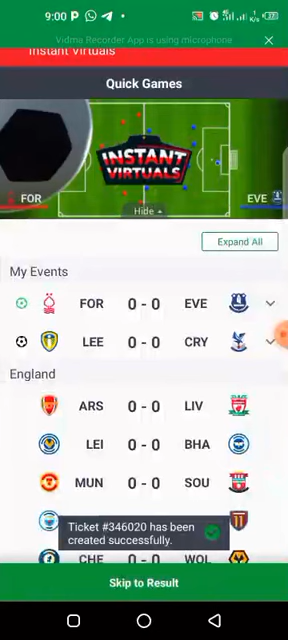 9:00 P
Vidma Recorder App is using microphone
Instant Virtuals
Quick Games
INSTANT
VIRTUALS
FOR
EVE
Hide
Expand All
My Events
FOR 0 - 0 EVE
LEE 0 - 0 CRY
England
ARS 0 - 0 LIV
LEI 0 - 0 BHA
MUN 0 - 0 SOU
Ticket #346020 has been
created successfully.
CHE 0 - 0 WOL
Skip to Result